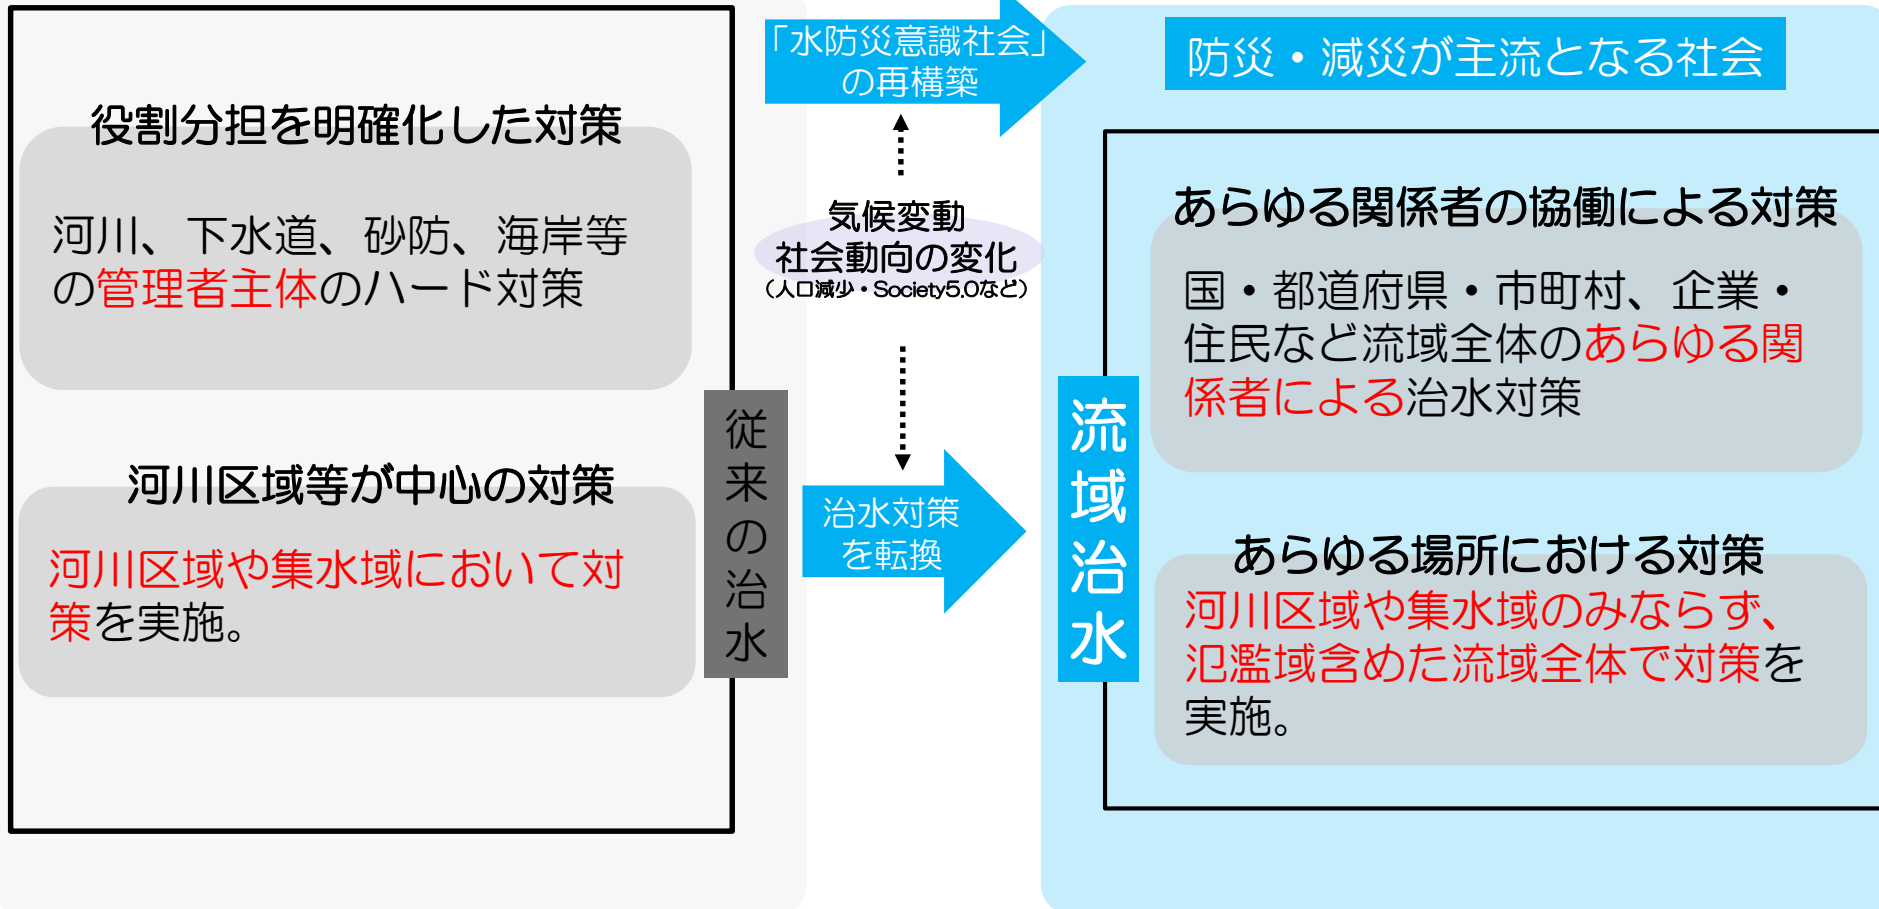 役割分担を明確化した対策
河川、下水道、砂防、海岸等
の管理者主体のハード対策
河川区域等が中心の対策
河川区域や集水域において対
策を実施。
従来の治水
「水防災意識社会」
の再構築
気候変動
社会動向の変化
(人口減少・Society5.0など)
治水対策
を転換
防災・減災が主流となる社会
流域治水
あらゆる関係者の協働による対策
国・都道府県・市町村、企業・
住民など流域全体のあらゆる関
係者による治水対策
あらゆる場所における対策
河川区域や集水域のみならず、
氾濫域含めた流域全体で対策を
実施。